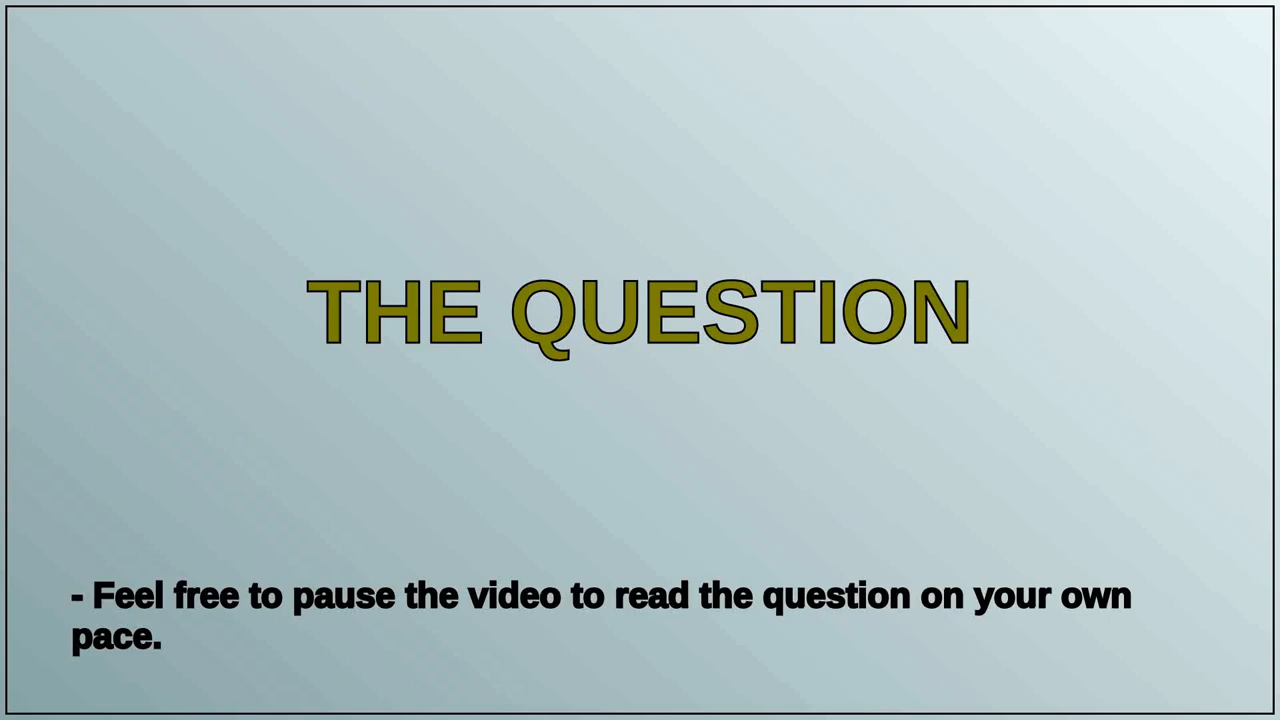 THE QUESTION
- Feel free to pause the video to read the question on your own
pace.